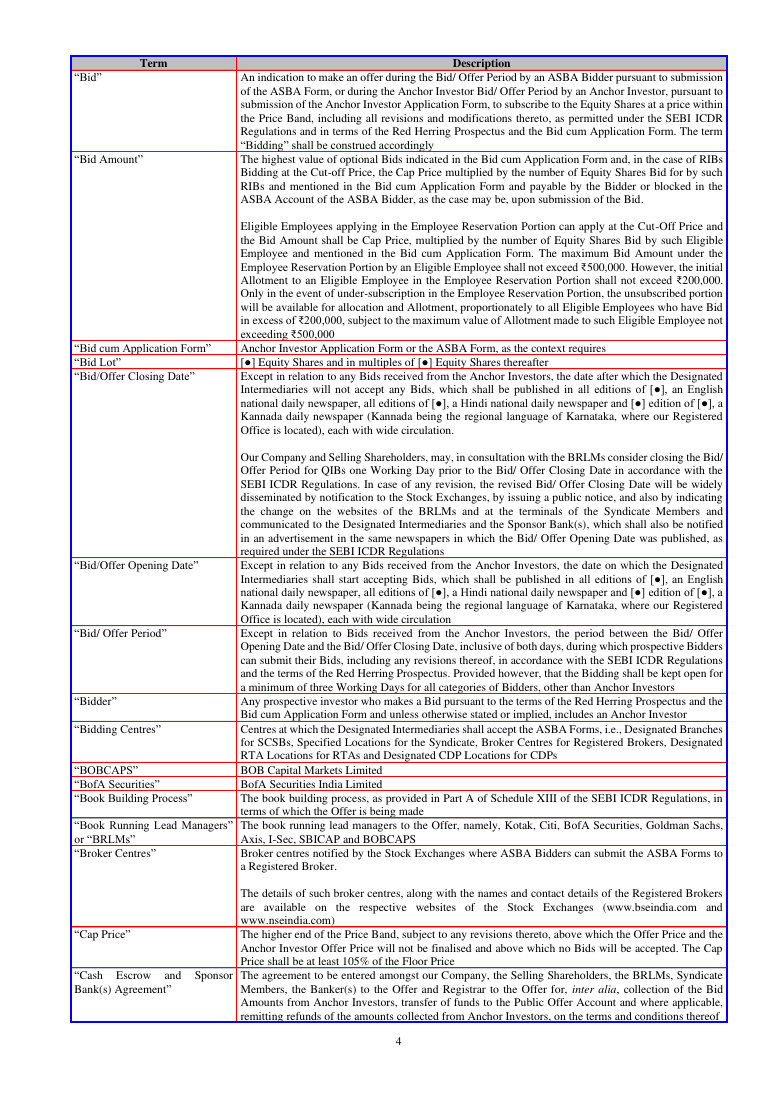 Term Description
“Bid” An indication to make an offer during the Bid/ Offer Period by an ASBA Bidder pursuant to submission
of the ASBA Form, or during the Anchor Investor Bid/ Offer Period by an Anchor Investor, pursuant to
submission of the Anchor Investor Application Form, to subscribe to the Equity Shares at a price within
the Price Band, including all revisions and modifications thereto, as permitted under the SEBI ICDR
Regulations and in terms of the Red Herring Prospectus and the Bid cum Application Form. The term
“Bidding” shall be construed accordingly
“Bid Amount” The highest value of optional Bids indicated in the Bid cum Application Form and, in the case of RIBs
Bidding at the Cut-off Price, the Cap Price multiplied by the number of Equity Shares Bid for by such
RIBs and mentioned in the Bid cum Application Form and payable by the Bidder or blocked in the
ASBA Account of the ASBA Bidder, as the case may be, upon submission of the Bid.
Eligible Employees applying in the Employee Reservation Portion can apply at the Cut-Off Price and
the Bid Amount shall be Cap Price, multiplied by the number of Equity Shares Bid by such Eligible
Employee and mentioned in the Bid cum Application Form. The maximum Bid Amount under the
Employee Reservation Portion by an Eligible Employee shall not exceed ₹500,000. However, the initial
Allotment to an Eligible Employee in the Employee Reservation Portion shall not exceed ₹200,000.
Only in the event of under-subscription in the Employee Reservation Portion, the unsubscribed portion
will be available for allocation and Allotment, proportionately to all Eligible Employees who have Bid
in excess of ₹200,000, subject to the maximum value of Allotment made to such Eligible Employee not
exceeding ₹500,000
“Bid cum Application Form” Anchor Investor Application Form or the ASBA Form, as the context requires
“Bid Lot” [●] Equity Shares and in multiples of [●] Equity Shares thereafter
“Bid/Offer Closing Date” Except in relation to any Bids received from the Anchor Investors, the date after which the Designated
Intermediaries will not accept any Bids, which shall be published in all editions of [●], an English
national daily newspaper, all editions of [●], a Hindi national daily newspaper and [●] edition of [●], a
Kannada daily newspaper (Kannada being the regional language of Karnataka, where our Registered
Office is located), each with wide circulation.
Our Company and Selling Shareholders, may, in consultation with the BRLMs consider closing the Bid/
Offer Period for QIBs one Working Day prior to the Bid/ Offer Closing Date in accordance with the
SEBI ICDR Regulations. In case of any revision, the revised Bid/ Offer Closing Date will be widely
disseminated by notification to the Stock Exchanges, by issuing a public notice, and also by indicating
the change on the websites of the BRLMs and at the terminals of the Syndicate Members and
communicated to the Designated Intermediaries and the Sponsor Bank(s), which shall also be notified
in an advertisement in the same newspapers in which the Bid/ Offer Opening Date was published, as
required under the SEBI ICDR Regulations
“Bid/Offer Opening Date” Except in relation to any Bids received from the Anchor Investors, the date on which the Designated
Intermediaries shall start accepting Bids, which shall be published in all editions of [●], an English
national daily newspaper, all editions of [●], a Hindi national daily newspaper and [●] edition of [●], a
Kannada daily newspaper (Kannada being the regional language of Karnataka, where our Registered
Office is located), each with wide circulation
“Bid/ Offer Period” Except in relation to Bids received from the Anchor Investors, the period between the Bid/ Offer
Opening Date and the Bid/ Offer Closing Date, inclusive of both days, during which prospective Bidders
can submit their Bids, including any revisions thereof, in accordance with the SEBI ICDR Regulations
and the terms of the Red Herring Prospectus. Provided however, that the Bidding shall be kept open for
a minimum of three Working Days for all categories of Bidders, other than Anchor Investors
“Bidder” Any prospective investor who makes a Bid pursuant to the terms of the Red Herring Prospectus and the
Bid cum Application Form and unless otherwise stated or implied, includes an Anchor Investor
“Bidding Centres” Centres at which the Designated Intermediaries shall accept the ASBA Forms, i.e., Designated Branches
for SCSBs, Specified Locations for the Syndicate, Broker Centres for Registered Brokers, Designated
RTA Locations for RTAs and Designated CDP Locations for CDPs
“BOBCAPS” BOB Capital Markets Limited
“BofA Securities” BofA Securities India Limited
“Book Building Process” The book building process, as provided in Part A of Schedule XIII of the SEBI ICDR Regulations, in
terms of which the Offer is being made
“Book Running Lead Managers” The book running lead managers to the Offer, namely, Kotak, Citi, BofA Securities, Goldman Sachs,
or “BRLMs” Axis, I-Sec, SBICAP and BOBCAPS
“Broker Centres” Broker centres notified by the Stock Exchanges where ASBA Bidders can submit the ASBA Forms to
a Registered Broker.
The details of such broker centres, along with the names and contact details of the Registered Brokers
are available on the respective websites of the Stock Exchanges (www.bseindia.com and
www.nseindia.com)
“Cap Price” The higher end of the Price Band, subject to any revisions thereto, above which the Offer Price and the
Anchor Investor Offer Price will not be finalised and above which no Bids will be accepted. The Cap
Price shall be at least 105% of the Floor Price
“Cash Escrow and Sponsor The agreement to be entered amongst our Company, the Selling Shareholders, the BRLMs, Syndicate
Bank(s) Agreement” Members, the Banker(s) to the Offer and Registrar to the Offer for, inter alia, collection of the Bid
Amounts from Anchor Investors, transfer of funds to the Public Offer Account and where applicable,
remitting refunds of the amounts collected from Anchor Investors, on the terms and conditions thereof
4